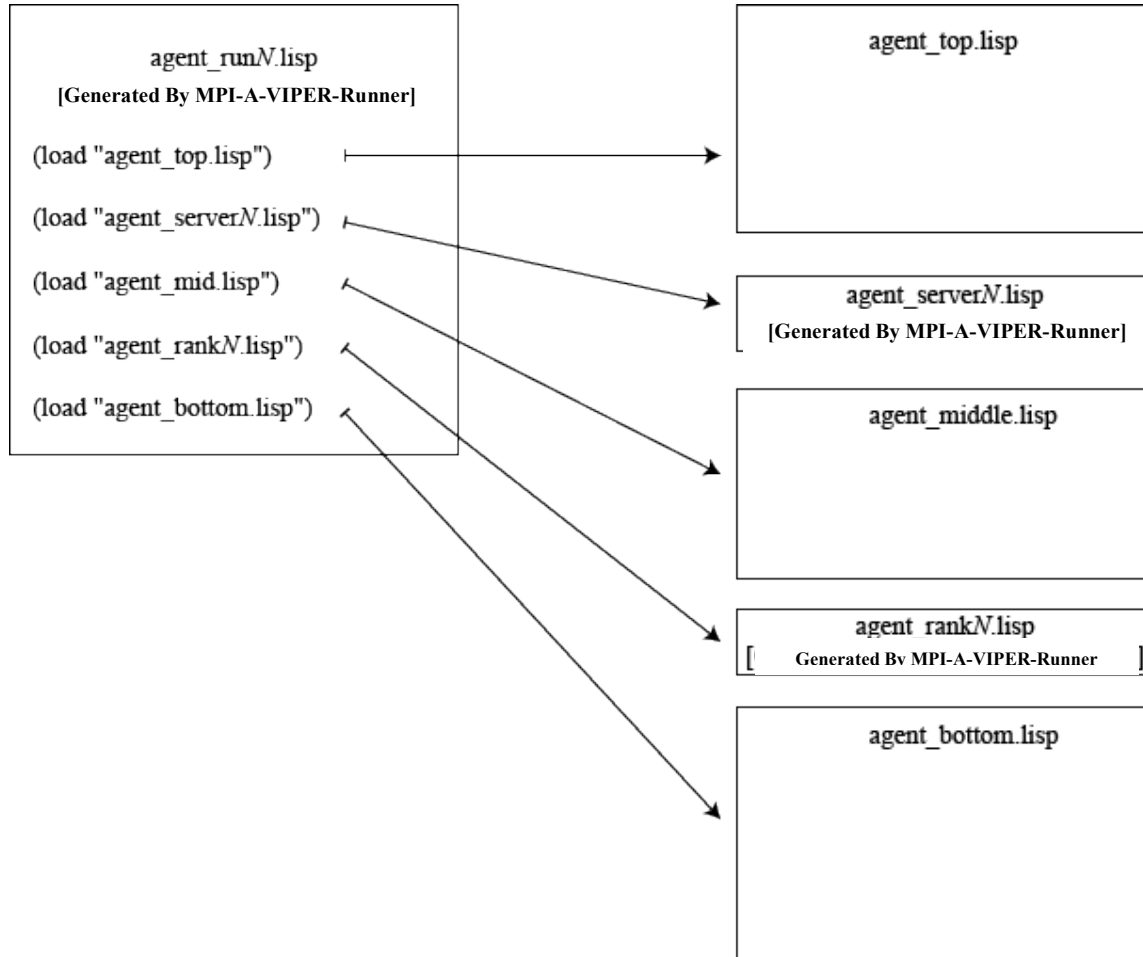 agent_runN.lisp
[Generated By MPI-A-VIPER-Runner]
(load "agent_top.lisp")
(load "agent_serverN.lisp")
(load "agent_mid.lisp")
(load "agent_rankN.lisp")
(load "agent_bottom.lisp")
agent_top.lisp
agent_serverN.lisp
[Generated By MPI-A-VIPER-Runner]
agent_middle.lisp
agent_rankN.lisp
[Generated By MPI-A-VIPER-Runner]
agent_bottom.lisp